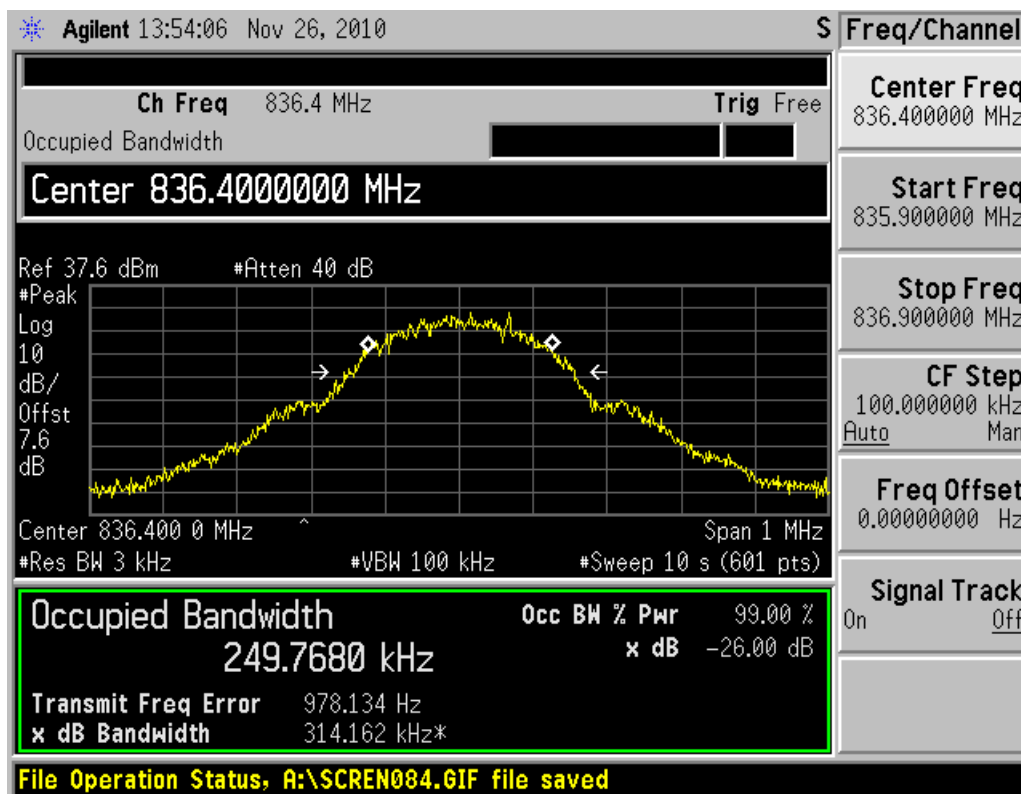 Agilent 13:54:06 Nov 26, 2010 S
Ch Freq 836.4 MHz Trig Free
Occupied Bandwidth
Center 836.4000000 MHz
Ref 37.6 dBm #Atten 40 dB
#Peak
Log
10
dB/
Offst
7.6
dB
Center 836.400 0 MHz ^ Span 1 MHz
#Res BW 3 kHz #VBW 100 kHz #Sweep 10 s (601 pts)
Occupied Bandwidth Occ BW % Pwr 99.00 %
249.7680 kHz x dB -26.00 dB
Transmit Freq Error 978.134 Hz
x dB Bandwidth 314.162 kHz*
File Operation Status, A:\SCREN084.GIF file saved
Freq/Channel
Center Freq
836.400000 MHz
Start Freq
835.900000 MHz
Stop Freq
836.900000 MHz
CF Step
100.000000 kHz
Auto Man
Freq Offset
0.00000000 Hz
Signal Track
On Off